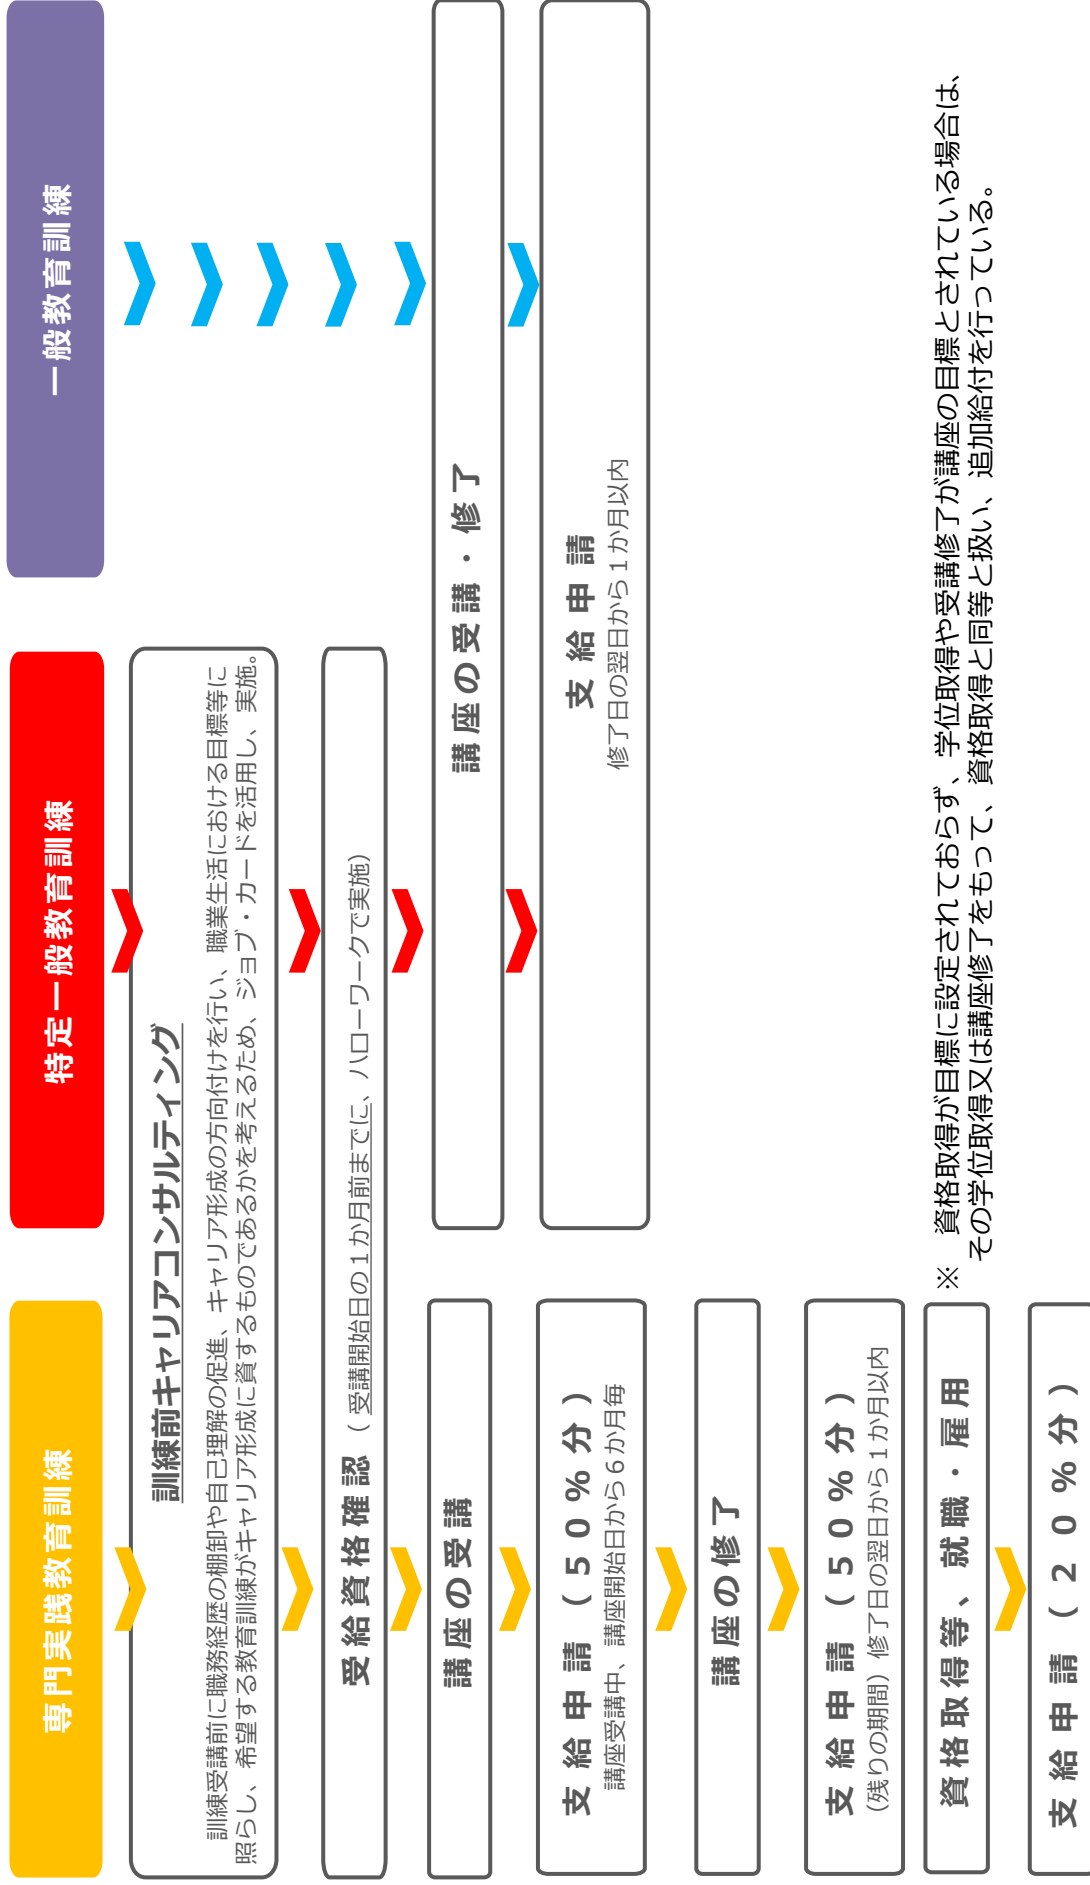 専門実践教育訓練
特定一般教育訓練
一般教育訓練
訓練前キャリアコンサルティング
訓練受講前に職務経歴の棚卸や自己理解の促進、キャリア形成の方向付けを行い、職業生活における目標等に
照らし、希望する教育訓練がキャリア形成に資するものであるかを考えるため、ジョブ・カードを活用し、実施。
受給資格確認（受講開始日の１か月前までに、ハローワークで実施）
講座の受講
講座の受講・修了
支給申請（５０％分）
講座受講中、講座開始日から６か月毎
支給申請
修了日の翌日から１か月以内
講座の修了
支給申請（５０％分）
（残りの期間）修了日の翌日から１か月以内
資格取得等、就職・雇用
支給申請（２０％分）
※　資格取得が目標に設定されておらず、学位取得や受講修了が講座の目標とされている場合は、
その学位取得又は講座修了をもって、資格取得と同等と扱い、追加給付を行っている。